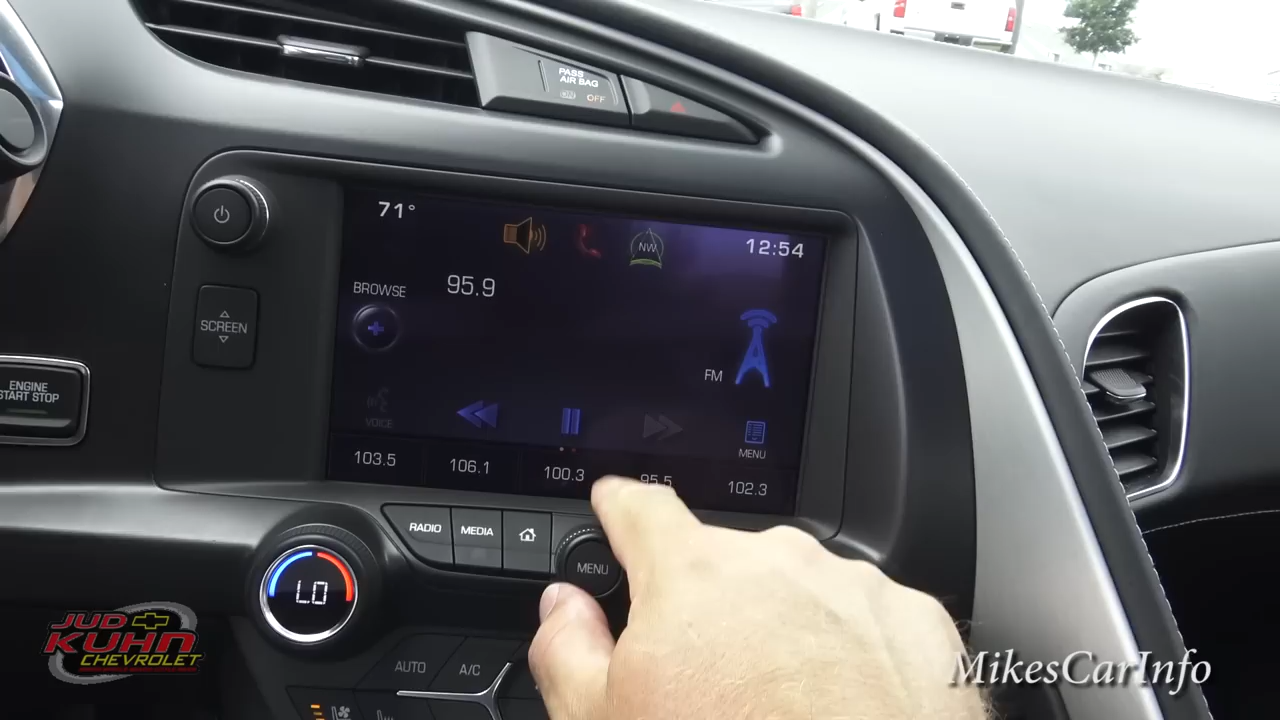 PASS
AIR BAG
ON OFF
71°
NW
12:54
BROWSE
95.9
SCREEN
FM
ENGINE
START STOP
VOICE
MENU
103.5 106.1 100.3 95.5 102.3
RADIO MEDIA
MENU
LO
AUTO A/C
JUD
KUHN
CHEVROLET
MikesCarInfo